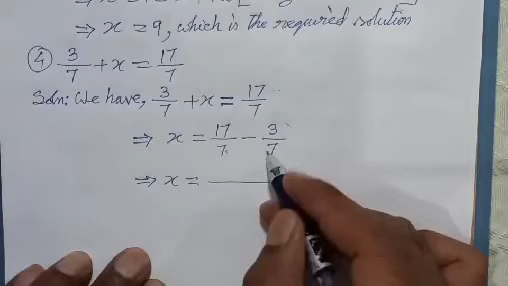 ⇒ x = 9, which is the required solution
④ 3/7 + x = 17/7
Soln: We have, 3/7 + x = 17/7
⇒ x = 17/7 − 3/7
⇒ x =